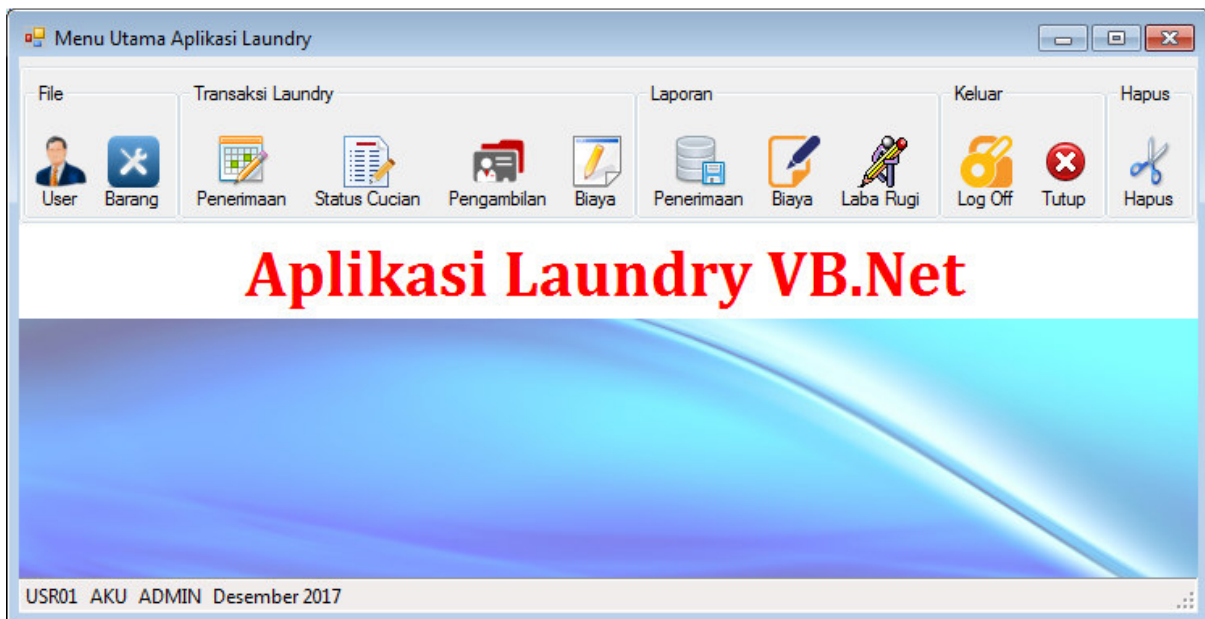 Menu Utama Aplikasi Laundry
File Transaksi Laundry Laporan Keluar Hapus
User Barang Penerimaan Status Cucian Pengambilan Biaya Penerimaan Biaya Laba Rugi Log Off Tutup Hapus
Aplikasi Laundry VB.Net
USR01 AKU ADMIN Desember 2017